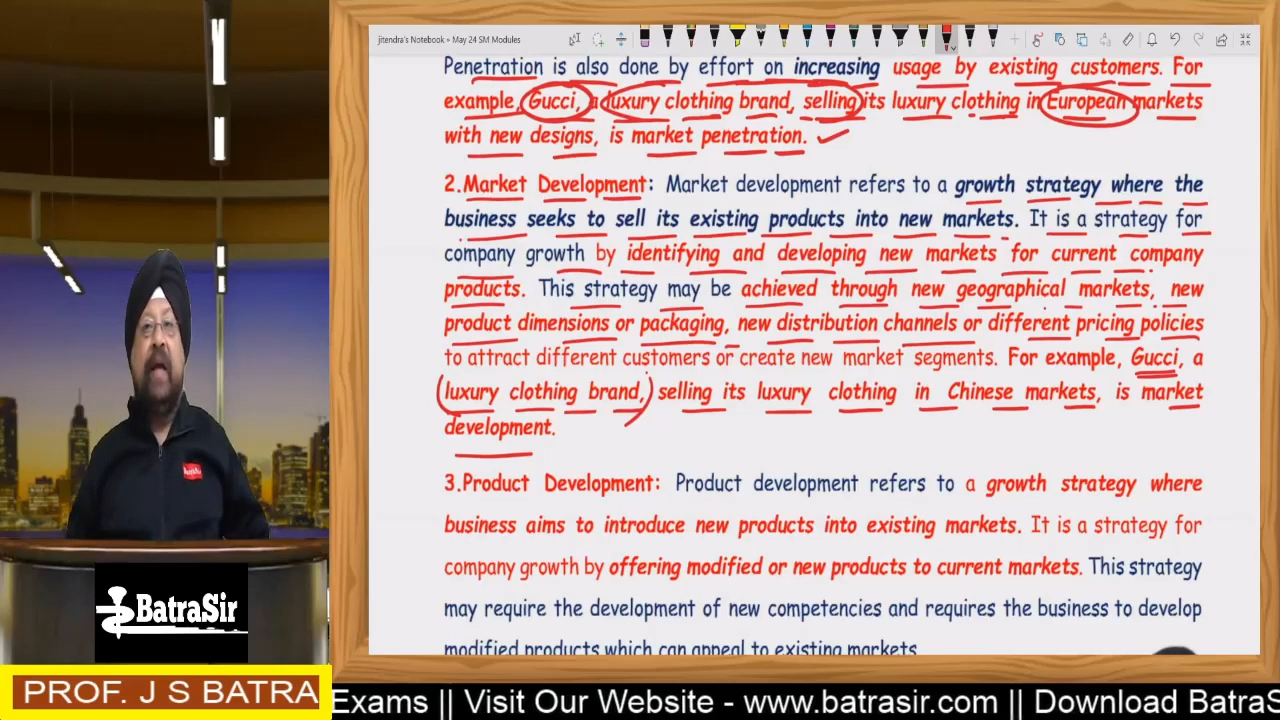 jitendra's Notebook » May 24 SM Modules
Penetration is also done by effort on increasing usage by existing customers. For
example, Gucci, a luxury clothing brand, selling its luxury clothing in European markets
with new designs, is market penetration.
2.Market Development: Market development refers to a growth strategy where the
business seeks to sell its existing products into new markets. It is a strategy for
company growth by identifying and developing new markets for current company
products. This strategy may be achieved through new geographical markets, new
product dimensions or packaging, new distribution channels or different pricing policies
to attract different customers or create new market segments. For example, Gucci, a
luxury clothing brand, selling its luxury clothing in Chinese markets, is market
development.
3.Product Development: Product development refers to a growth strategy where
business aims to introduce new products into existing markets. It is a strategy for
company growth by offering modified or new products to current markets. This strategy
may require the development of new competencies and requires the business to develop
modified products which can appeal to existing markets.
BatraSir
PROF. J S BATRA
Exams || Visit Our Website - www.batrasir.com || Download BatraS